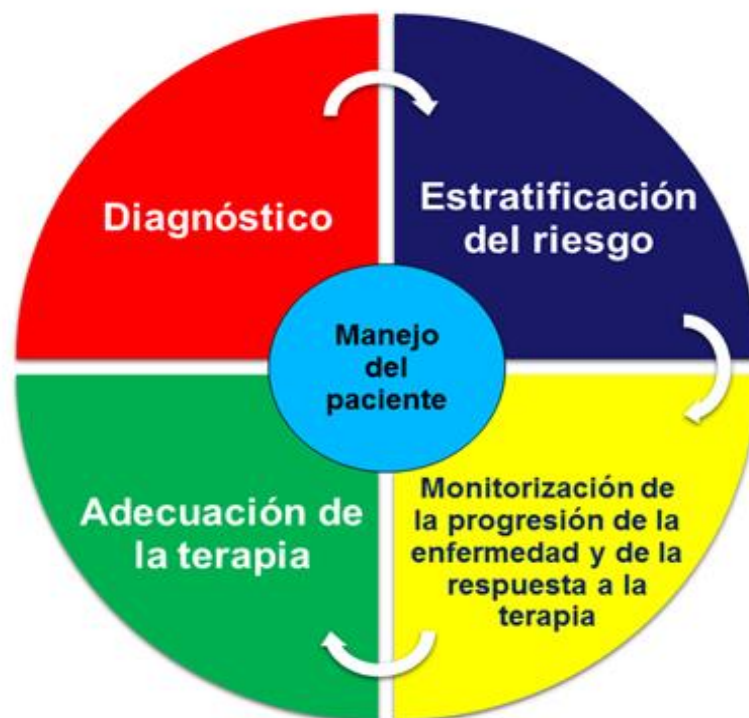 Diagnóstico
Estratificación
del riesgo
Manejo
del
paciente
Adecuación de
la terapia
Monitorización de
la progresión de la
enfermedad y de la
respuesta a la
terapia